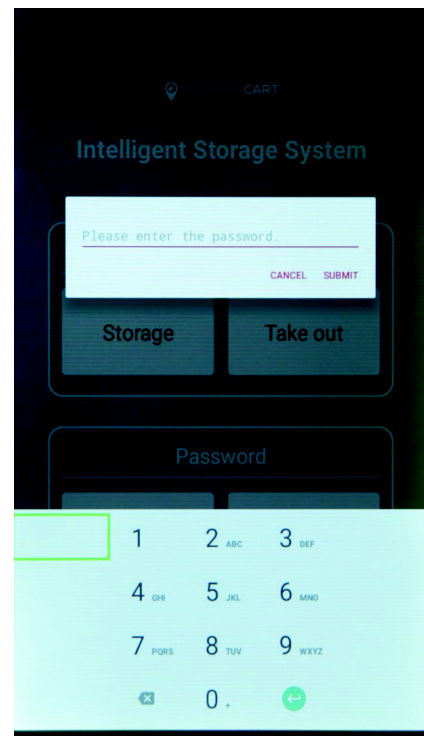 CART
Intelligent Storage System
Please enter the password.
CANCEL SUBMIT
Storage Take out
Password
1 2 ABC 3 DEF
4 GHI 5 JKL 6 MNO
7 PQRS 8 TUV 9 WXYZ
0 +